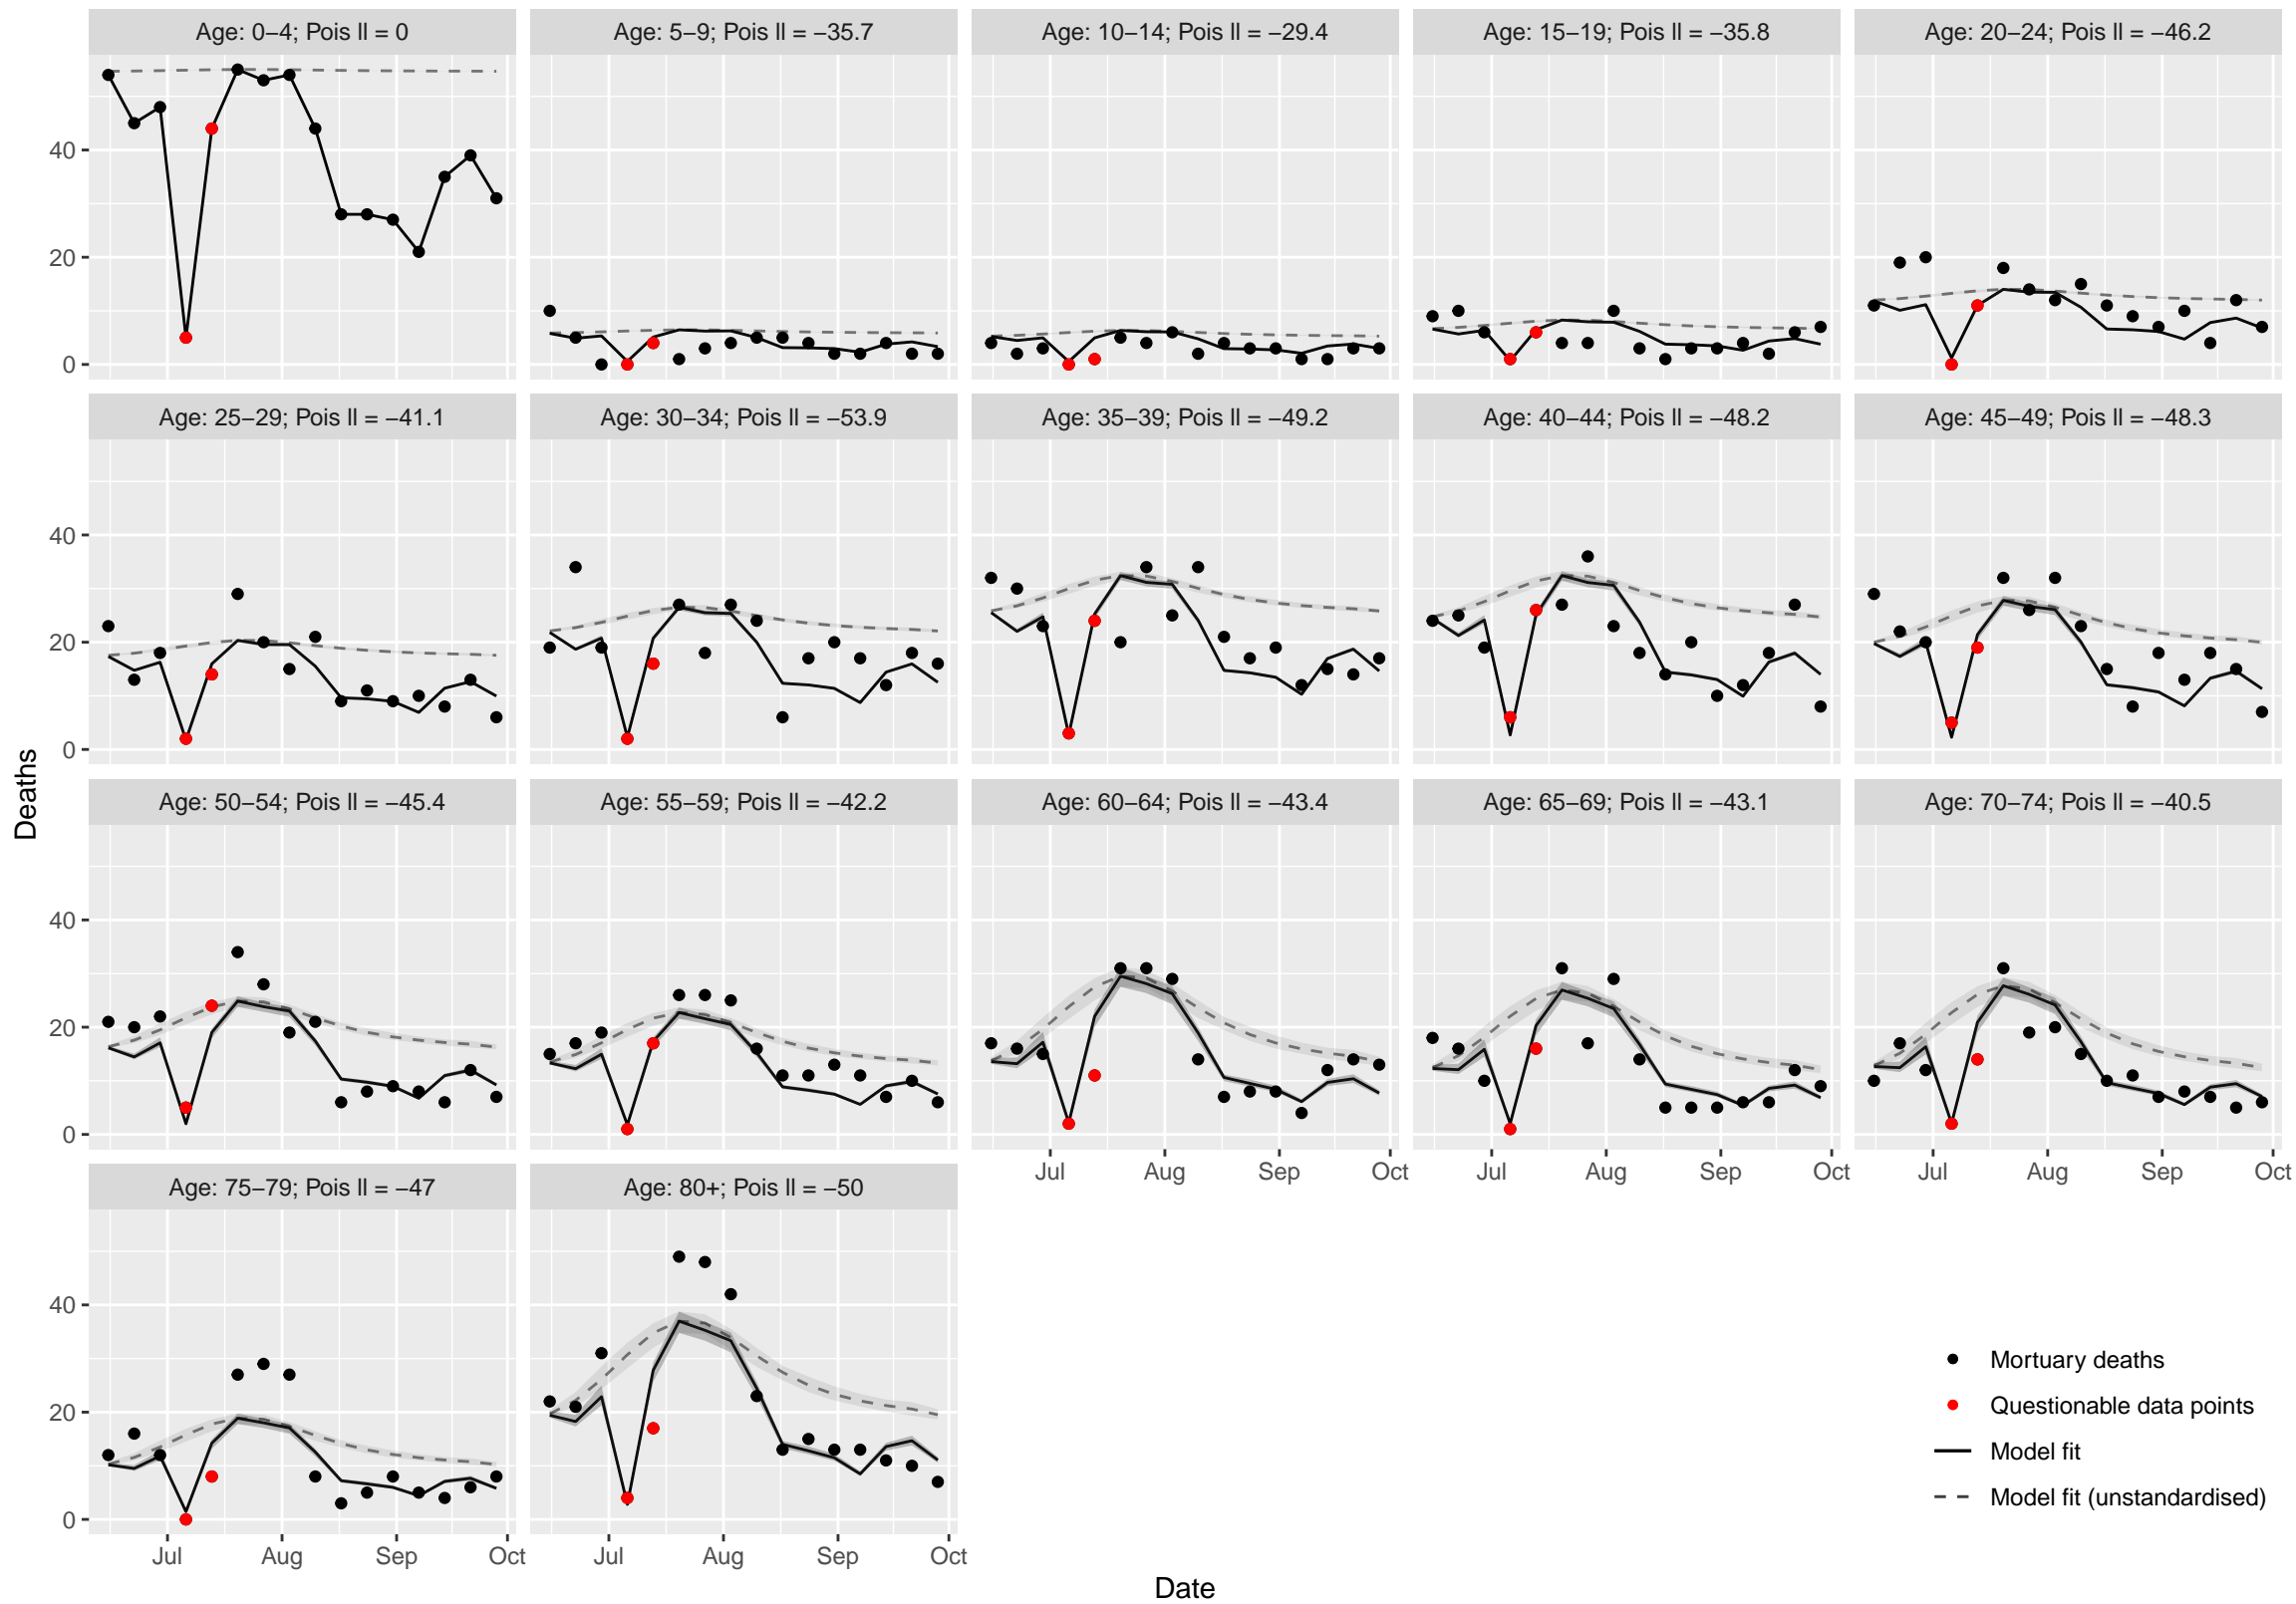 Age: 0−4; Pois ll = 0
Age: 5−9; Pois ll = −35.7
Age: 10−14; Pois ll = −29.4
Age: 15−19; Pois ll = −35.8
Age: 20−24; Pois ll = −46.2
40
20
0
Age: 25−29; Pois ll = −41.1
Age: 30−34; Pois ll = −53.9
Age: 35−39; Pois ll = −49.2
Age: 40−44; Pois ll = −48.2
Age: 45−49; Pois ll = −48.3
40
20
0
Deaths
Age: 50−54; Pois ll = −45.4
Age: 55−59; Pois ll = −42.2
Age: 60−64; Pois ll = −43.4
Age: 65−69; Pois ll = −43.1
Age: 70−74; Pois ll = −40.5
40
20
0
Jul Aug Sep Oct
Jul Aug Sep Oct
Jul Aug Sep Oct
Age: 75−79; Pois ll = −47
Age: 80+; Pois ll = −50
40
20
0
Jul Aug Sep Oct
Jul Aug Sep Oct
Mortuary deaths
Questionable data points
Model fit
Model fit (unstandardised)
Date